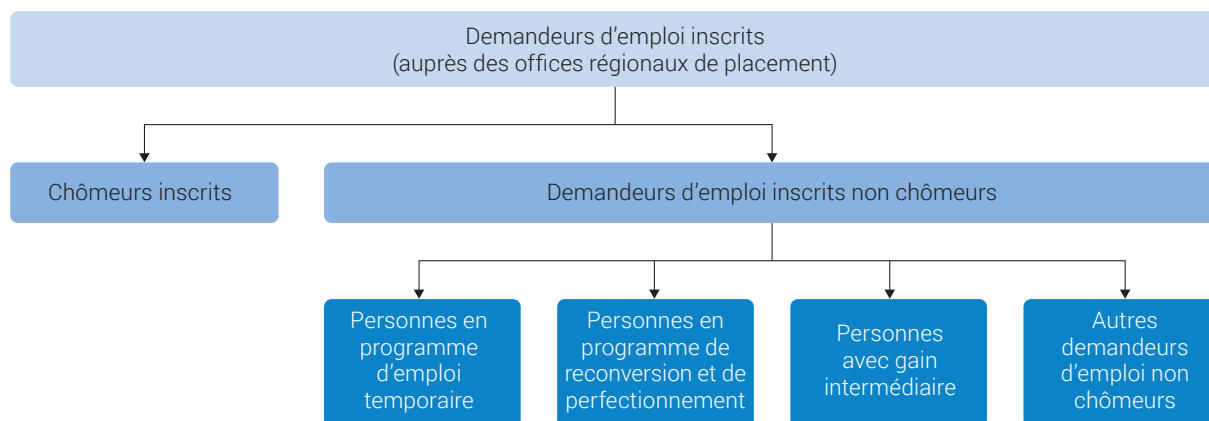 Demandeurs d’emploi inscrits
(auprès des offices régionaux de placement)
Chômeurs inscrits
Demandeurs d’emploi inscrits non chômeurs
Personnes en
programme
d’emploi
temporaire
Personnes en
programme de
reconversion et de
perfectionnement
Personnes
avec gain
intermédiaire
Autres
demandeurs
d’emploi non
chômeurs